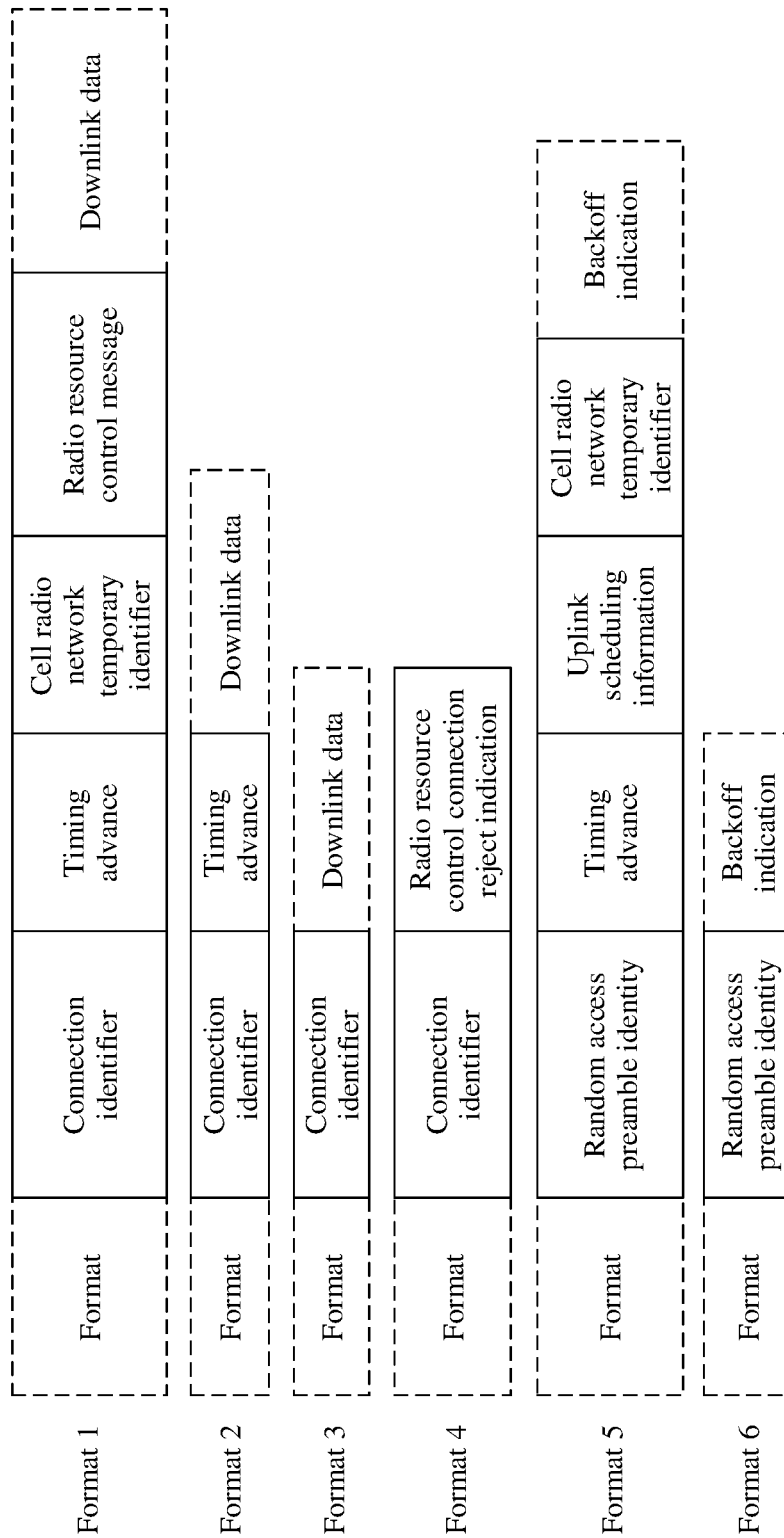 Format 1
Format
Connection
identifier
Timing
advance
Cell radio
network
temporary
identifier
Radio resource
control message
Downlink data
Format 2
Format
Connection
identifier
Timing
advance
Downlink data
Format 3
Format
Connection
identifier
Downlink data
Format 4
Format
Connection
identifier
Radio resource
control connection
reject indication
Format 5
Format
Random access
preamble identity
Timing
advance
Uplink
scheduling
information
Cell radio
network
temporary
identifier
Backoff
indication
Format 6
Format
Random access
preamble identity
Backoff
indication